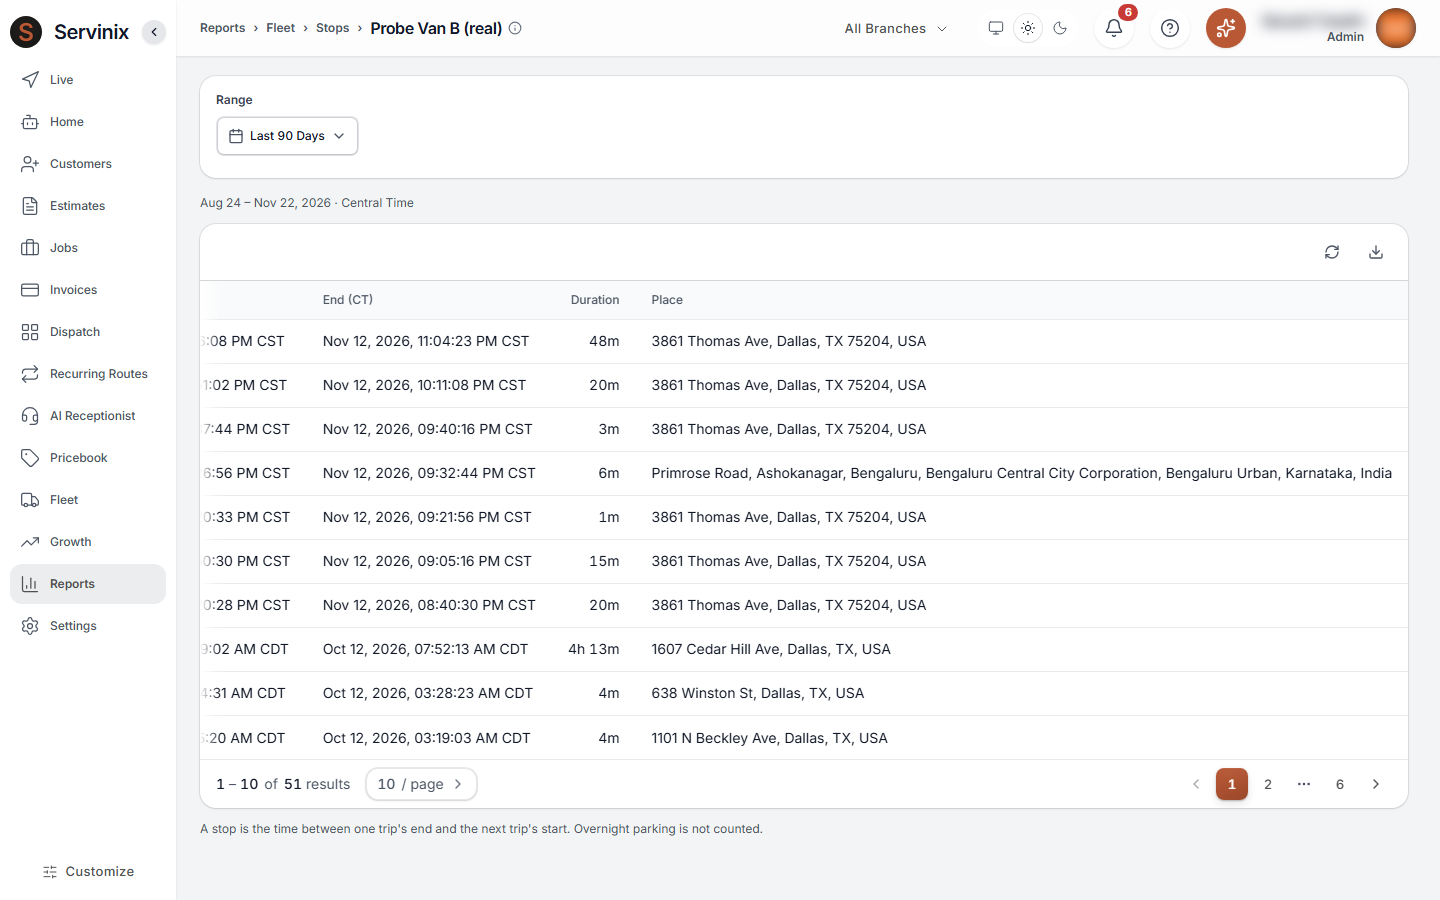 Servinix
Reports › Fleet › Stops › Probe Van B (real)
All Branches
6
Admin
Live
Home
Customers
Estimates
Jobs
Invoices
Dispatch
Recurring Routes
AI Receptionist
Pricebook
Fleet
Growth
Reports
Settings
Customize
Range
Last 90 Days
Aug 24 – Nov 22, 2026 · Central Time
End (CT) Duration Place
:08 PM CST Nov 12, 2026, 11:04:23 PM CST 48m 3861 Thomas Ave, Dallas, TX 75204, USA
1:02 PM CST Nov 12, 2026, 10:11:08 PM CST 20m 3861 Thomas Ave, Dallas, TX 75204, USA
7:44 PM CST Nov 12, 2026, 09:40:16 PM CST 3m 3861 Thomas Ave, Dallas, TX 75204, USA
6:56 PM CST Nov 12, 2026, 09:32:44 PM CST 6m Primrose Road, Ashokanagar, Bengaluru, Bengaluru Central City Corporation, Bengaluru Urban, Karnataka, India
0:33 PM CST Nov 12, 2026, 09:21:56 PM CST 1m 3861 Thomas Ave, Dallas, TX 75204, USA
0:30 PM CST Nov 12, 2026, 09:05:16 PM CST 15m 3861 Thomas Ave, Dallas, TX 75204, USA
0:28 PM CST Nov 12, 2026, 08:40:30 PM CST 20m 3861 Thomas Ave, Dallas, TX 75204, USA
9:02 AM CDT Oct 12, 2026, 07:52:13 AM CDT 4h 13m 1607 Cedar Hill Ave, Dallas, TX, USA
4:31 AM CDT Oct 12, 2026, 03:28:23 AM CDT 4m 638 Winston St, Dallas, TX, USA
:20 AM CDT Oct 12, 2026, 03:19:03 AM CDT 4m 1101 N Beckley Ave, Dallas, TX, USA
1 – 10 of 51 results 10 / page 1 2 ••• 6
A stop is the time between one trip's end and the next trip's start. Overnight parking is not counted.